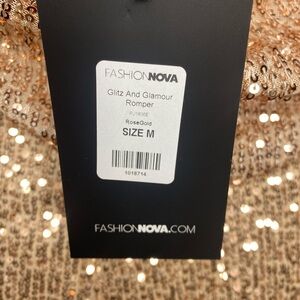 FASHIONNOVA
Glitz And Glamour
Romper
RoseGold
SIZE M
1018714
FASHIONNOVA.COM